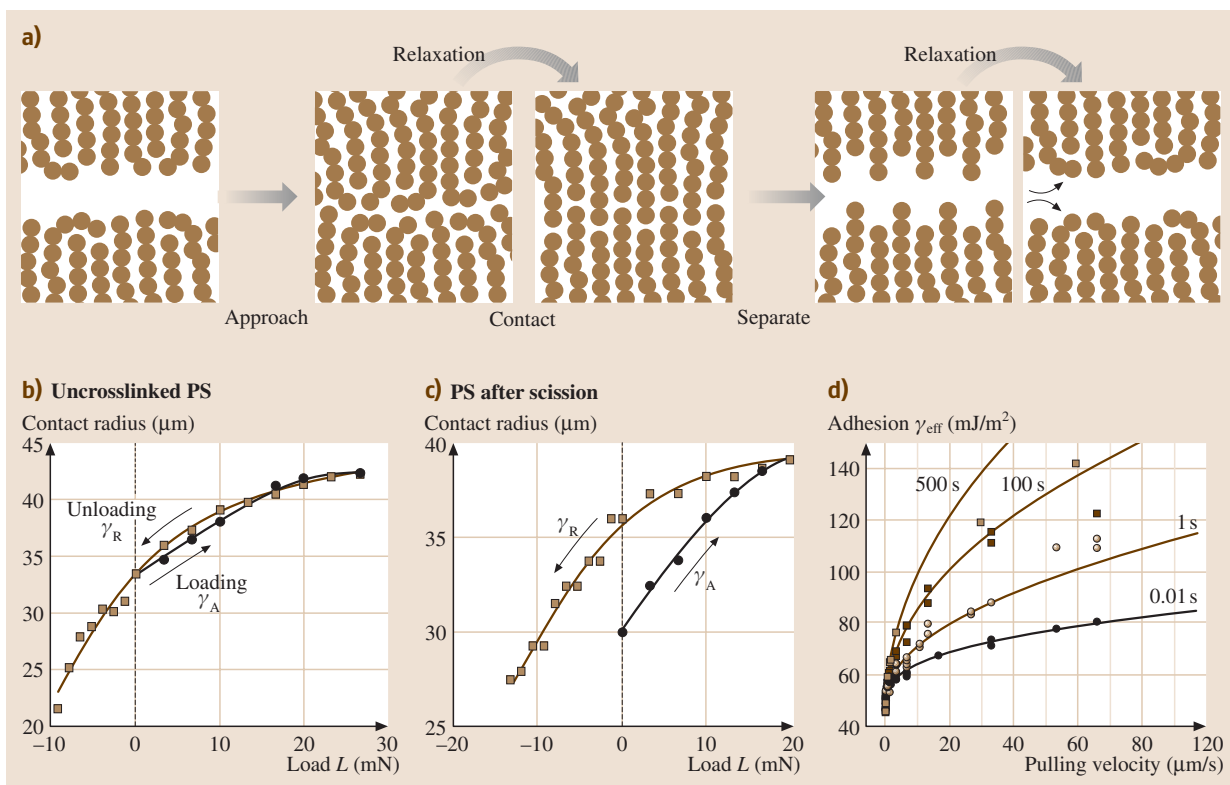 a)
Relaxation
Relaxation
Approach
Contact
Separate
b) Uncrosslinked PS
Contact radius (μm)
45
40
35
30
25
20
−10
0
10
20
30
Load L (mN)
Unloading
γR
Loading
γA
c) PS after scission
Contact radius (μm)
40
35
30
25
−20
−10
0
10
20
Load L (mN)
γR
γA
d)
Adhesion γeff (mJ/m²)
140
120
100
80
60
40
0
20
40
60
80
120
Pulling velocity (μm/s)
500 s
100 s
1 s
0.01 s